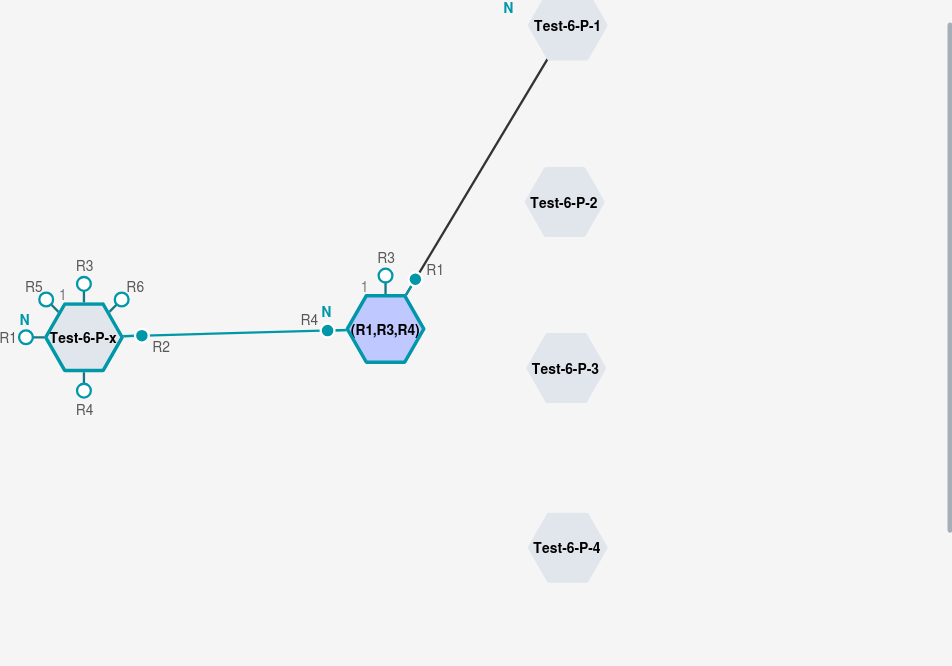 N
Test-6-P-1
Test-6-P-2
R3
R1
1
R3
R5
1
R6
N
R1
Test-6-P-x
R2
R4
N
R4
(R1,R3,R4)
Test-6-P-3
Test-6-P-4